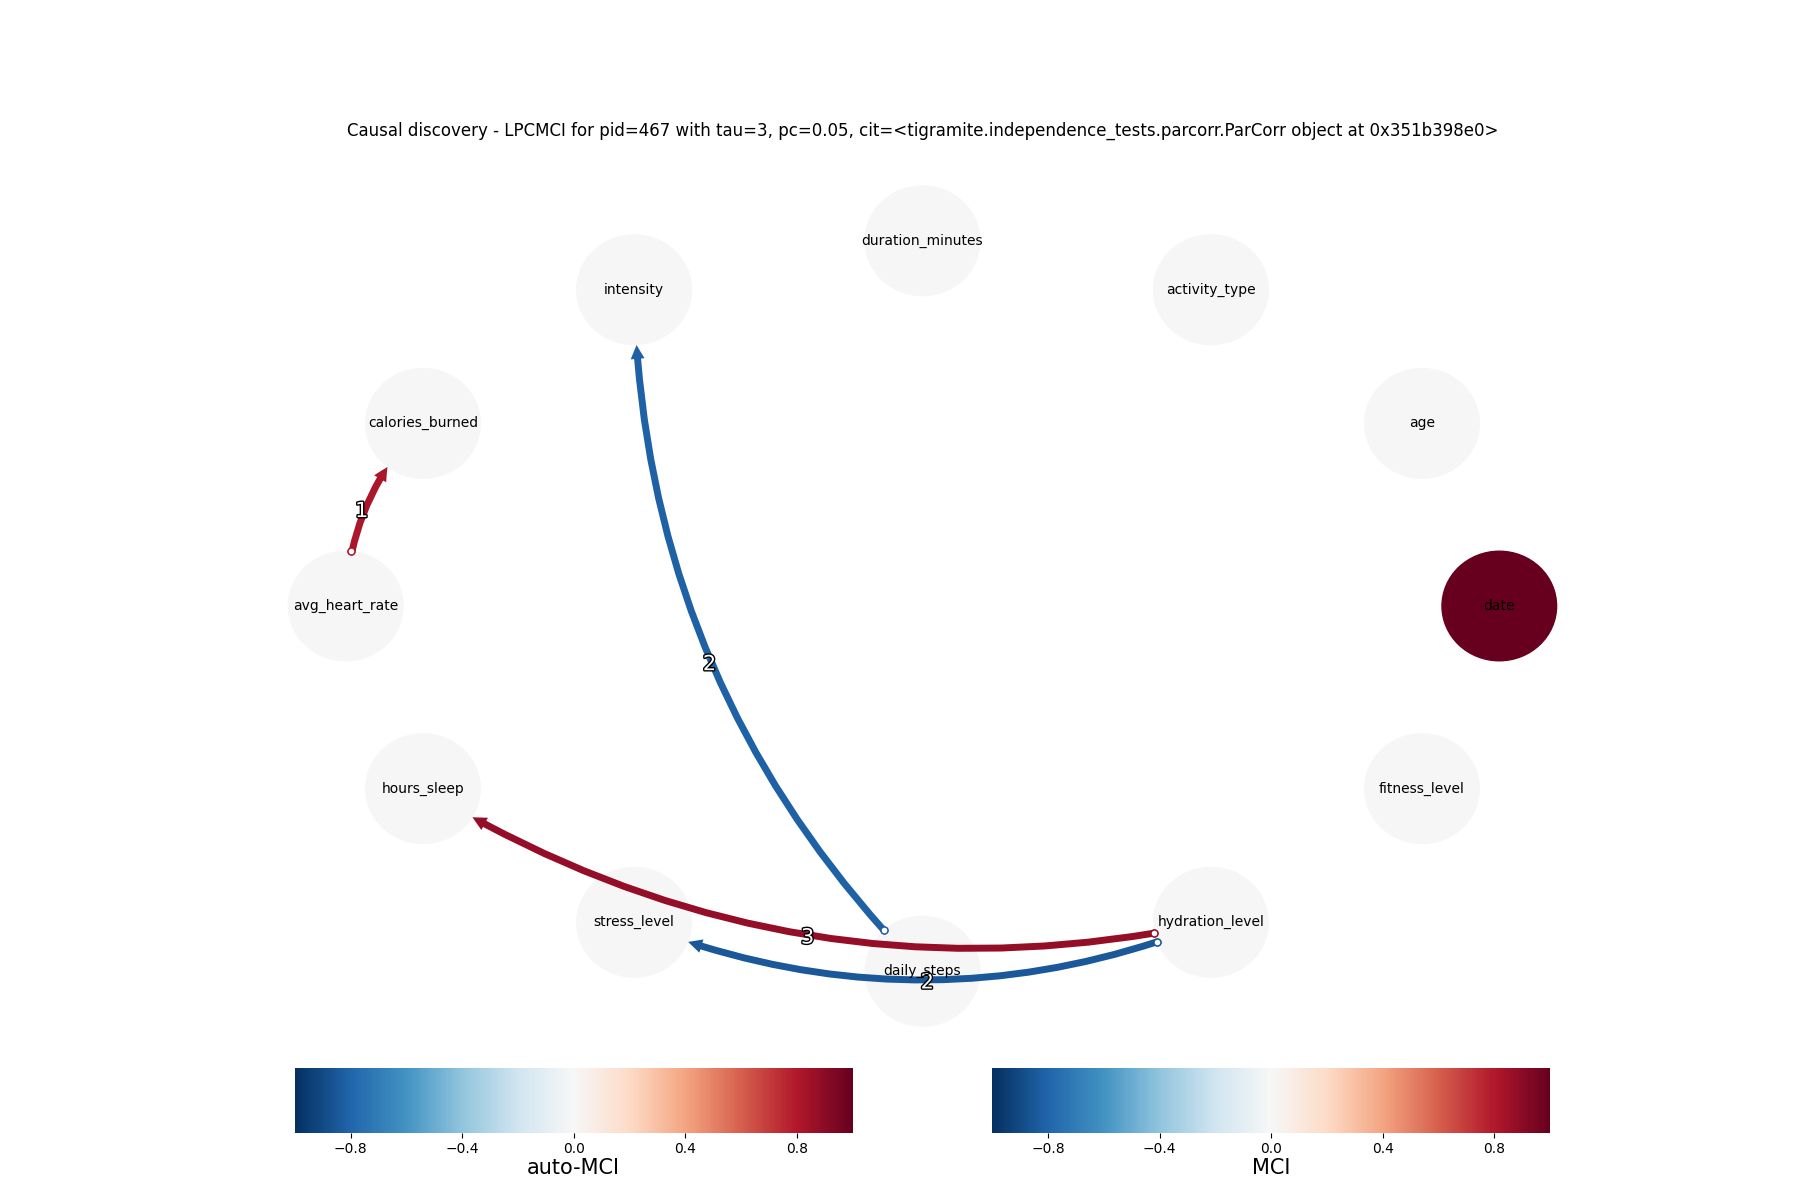 Causal discovery - LPCMCI for pid=467 with tau=3, pc=0.05, cit=<tigramite.independence_tests.parcorr.ParCorr object at 0x351b398e0>
duration_minutes
intensity
activity_type
calories_burned
age
1
avg_heart_rate
date
2
hours_sleep
fitness_level
stress_level
hydration_level
3
daily_steps
2
−0.8 −0.4 0.0 0.4 0.8
auto-MCI
−0.8 −0.4 0.0 0.4 0.8
MCI